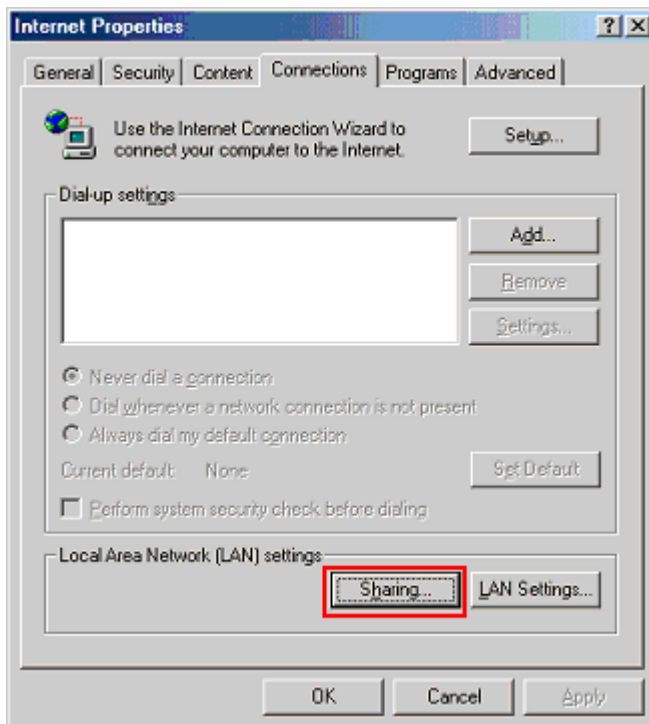 Internet Properties
General Security Content Connections Programs Advanced
Use the Internet Connection Wizard to
connect your computer to the Internet.
Setup...
Dial-up settings
Add...
Remove
Settings...
Never dial a connection
Dial whenever a network connection is not present
Always dial my default connection
Current default: None
Set Default
Perform system security check before dialing
Local Area Network (LAN) settings
Sharing... LAN Settings...
OK Cancel Apply